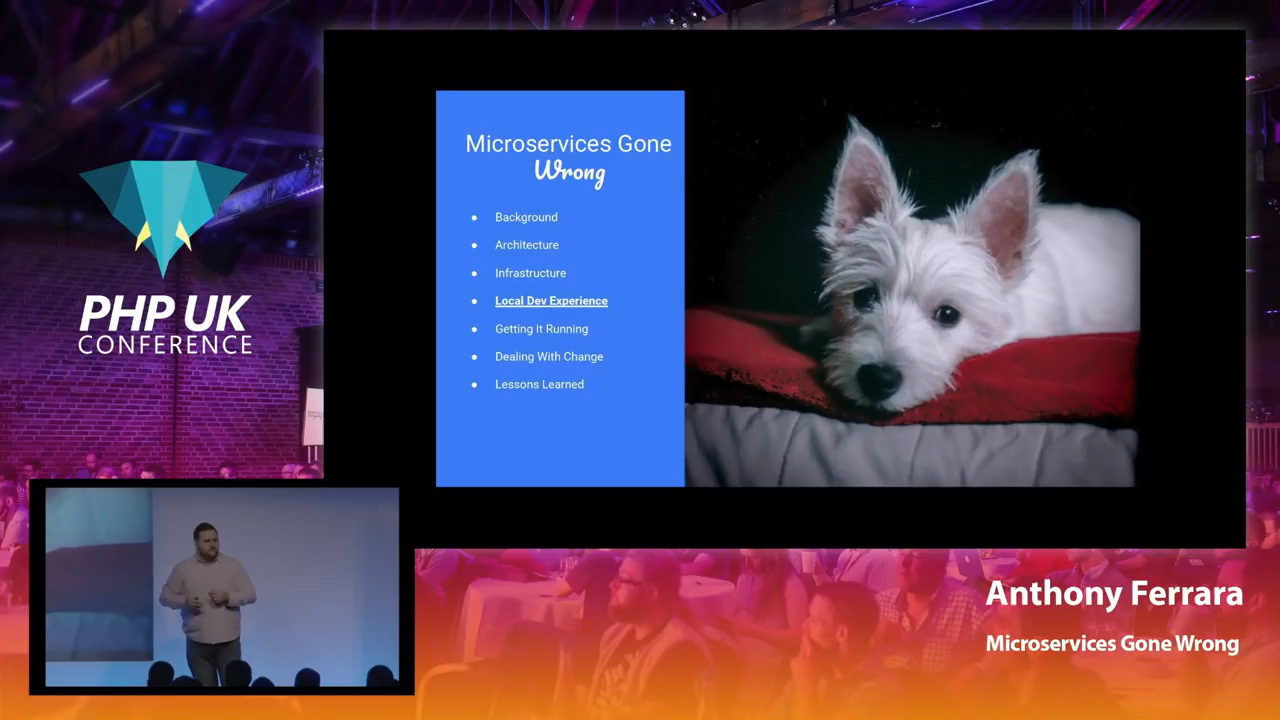 PHP UK
CONFERENCE
Microservices Gone
Wrong
Background
Architecture
Infrastructure
Local Dev Experience
Getting It Running
Dealing With Change
Lessons Learned
Anthony Ferrara
Microservices Gone Wrong